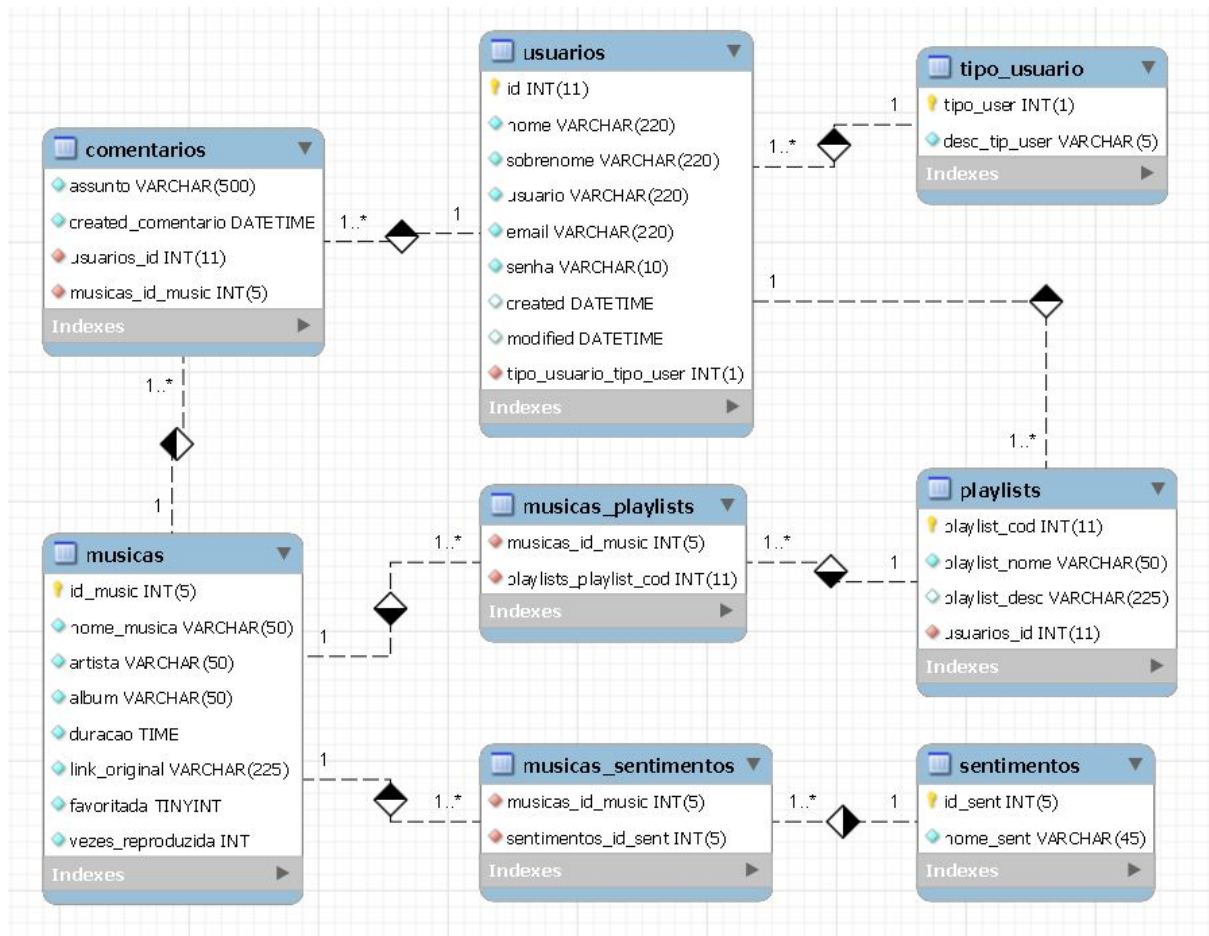 usuarios
id INT(11)
nome VARCHAR(220)
sobrenome VARCHAR(220)
usuario VARCHAR(220)
email VARCHAR(220)
senha VARCHAR(10)
created DATETIME
modified DATETIME
tipo_usuario_tipo_user INT(1)
Indexes
1..*
1
tipo_usuario
tipo_user INT(1)
desc_tip_user VARCHAR(5)
Indexes
comentarios
assunto VARCHAR(500)
created_comentario DATETIME
usuarios_id INT(11)
musicas_id_music INT(5)
Indexes
1..*
1
1
1..*
1..*
1
musicas
id_music INT(5)
nome_musica VARCHAR(50)
artista VARCHAR(50)
album VARCHAR(50)
duracao TIME
link_original VARCHAR(225)
favoritada TINYINT
vezes_reproduzida INT
Indexes
1
1..*
musicas_playlists
musicas_id_music INT(5)
playlists_playlist_cod INT(11)
Indexes
1..*
1
playlists
playlist_cod INT(11)
playlist_nome VARCHAR(50)
playlist_desc VARCHAR(225)
usuarios_id INT(11)
Indexes
1
1..*
musicas_sentimentos
musicas_id_music INT(5)
sentimentos_id_sent INT(5)
Indexes
1..*
1
sentimentos
id_sent INT(5)
nome_sent VARCHAR(45)
Indexes